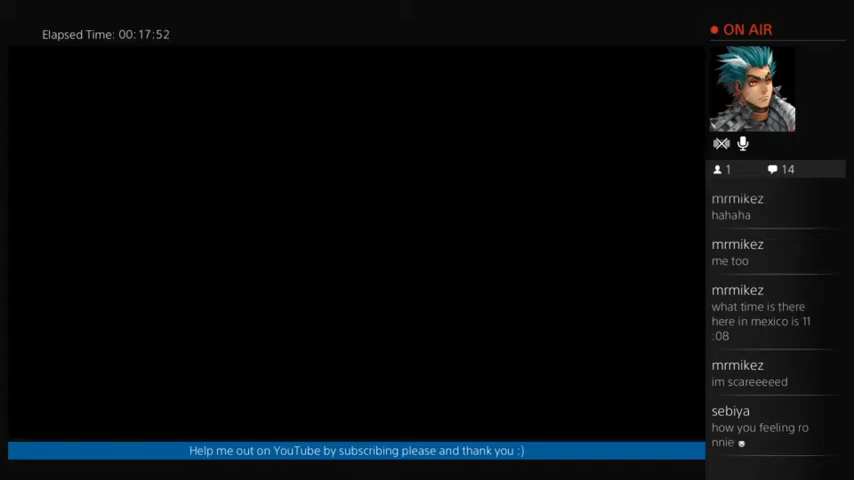 Elapsed Time: 00:17:52
ON AIR
1 14
mrmikez
hahaha
mrmikez
me too
mrmikez
what time is there
here in mexico is 11
:08
mrmikez
im scareeeeed
sebiya
how you feeling ro
nnie
Help me out on YouTube by subscribing please and thank you :)